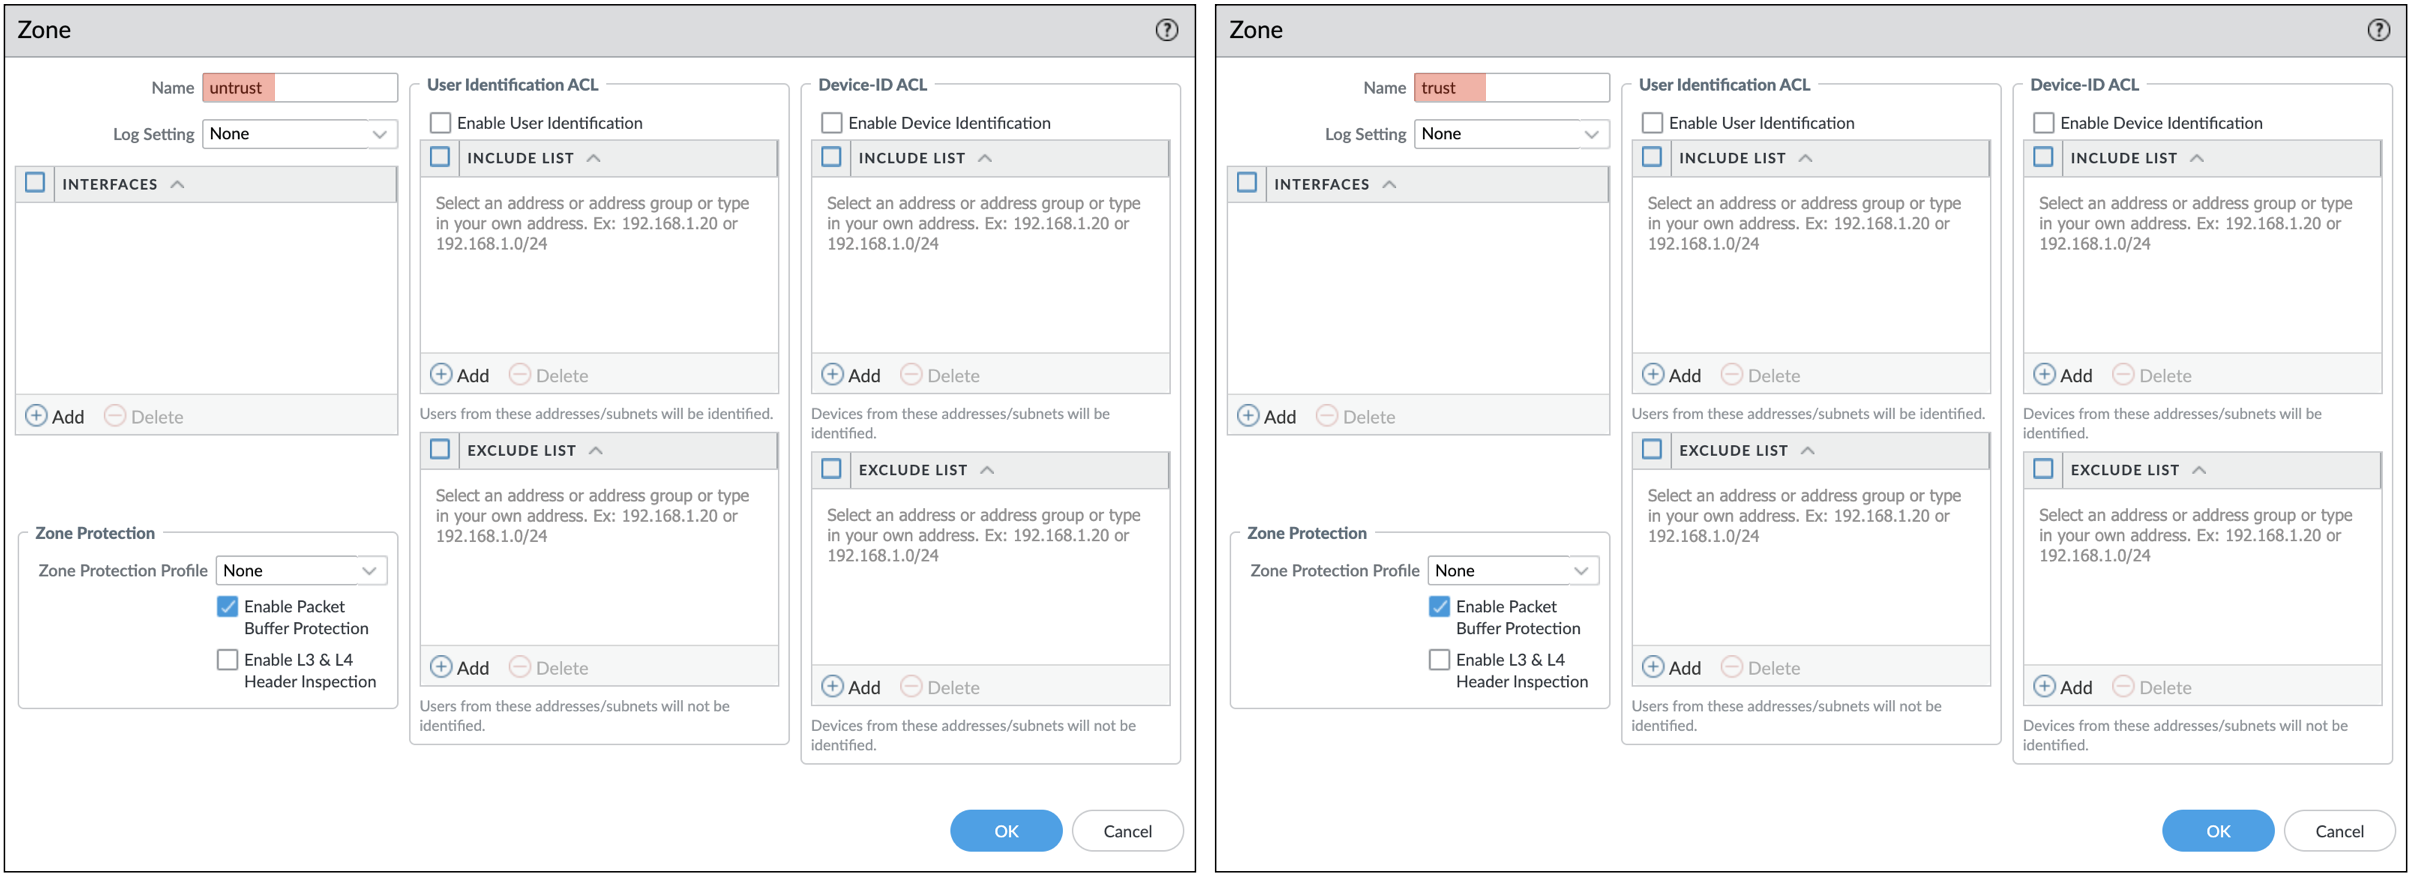 Zone
Name untrust
Log Setting None
INTERFACES
Add Delete
Zone Protection
Zone Protection Profile None
Enable Packet
Buffer Protection
Enable L3 & L4
Header Inspection
User Identification ACL
Enable User Identification
INCLUDE LIST
Select an address or address group or type
in your own address. Ex: 192.168.1.20 or
192.168.1.0/24
Add Delete
Users from these addresses/subnets will be identified.
EXCLUDE LIST
Select an address or address group or type
in your own address. Ex: 192.168.1.20 or
192.168.1.0/24
Add Delete
Users from these addresses/subnets will not be
identified.
Device-ID ACL
Enable Device Identification
INCLUDE LIST
Select an address or address group or type
in your own address. Ex: 192.168.1.20 or
192.168.1.0/24
Add Delete
Devices from these addresses/subnets will be
identified.
EXCLUDE LIST
Select an address or address group or type
in your own address. Ex: 192.168.1.20 or
192.168.1.0/24
Add Delete
Devices from these addresses/subnets will not be
identified.
OK Cancel
Zone
Name trust
Log Setting None
INTERFACES
Add Delete
Zone Protection
Zone Protection Profile None
Enable Packet
Buffer Protection
Enable L3 & L4
Header Inspection
User Identification ACL
Enable User Identification
INCLUDE LIST
Select an address or address group or type
in your own address. Ex: 192.168.1.20 or
192.168.1.0/24
Add Delete
Users from these addresses/subnets will be identified.
EXCLUDE LIST
Select an address or address group or type
in your own address. Ex: 192.168.1.20 or
192.168.1.0/24
Add Delete
Users from these addresses/subnets will not be
identified.
Device-ID ACL
Enable Device Identification
INCLUDE LIST
Select an address or address group or type
in your own address. Ex: 192.168.1.20 or
192.168.1.0/24
Add Delete
Devices from these addresses/subnets will be
identified.
EXCLUDE LIST
Select an address or address group or type
in your own address. Ex: 192.168.1.20 or
192.168.1.0/24
Add Delete
Devices from these addresses/subnets will not be
identified.
OK Cancel